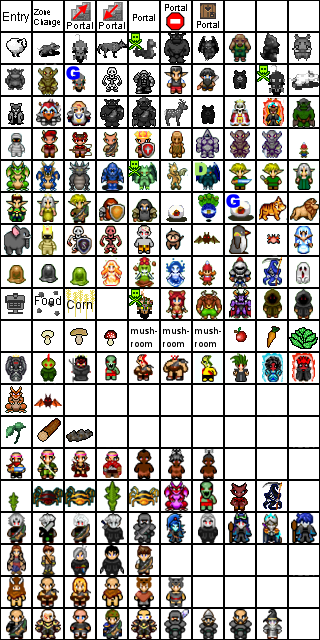 Entry
Zone
Change
Portal
Portal
Portal
Portal
Portal
G
D
G
Food
Corn
mush-
room
mush-
room
mush-
room